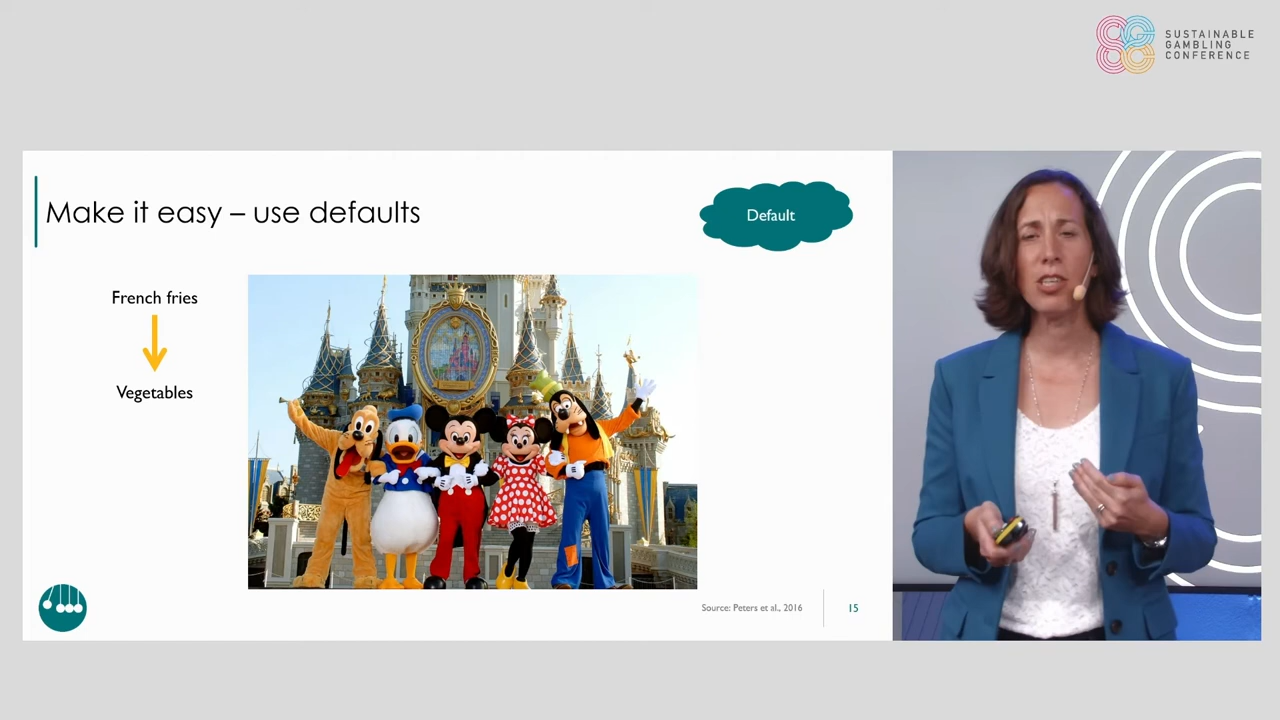 SUSTAINABLE
GAMBLING
CONFERENCE
Make it easy – use defaults
Default
French fries
Vegetables
Source: Peters et al., 2016
15